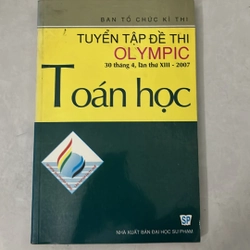 BAN TỔ CHỨC KÌ THI
TUYỂN TẬP ĐỀ THI
OLYMPIC
30 tháng 4, lần thứ XIII - 2007
Toán học
SP
NHÀ XUẤT BẢN ĐẠI HỌC SƯ PHẠM